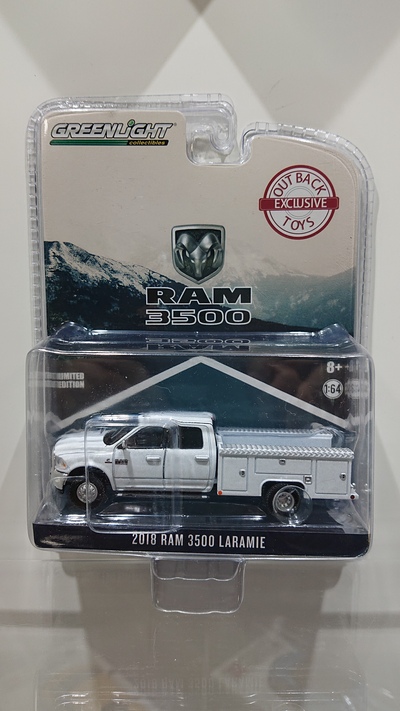 GREENLIGHT
collectibles
OUT BACK
EXCLUSIVE
TOYS
RAM
3500
LIMITED
EDITION
8+
1:64
2018 RAM 3500 LARAMIE